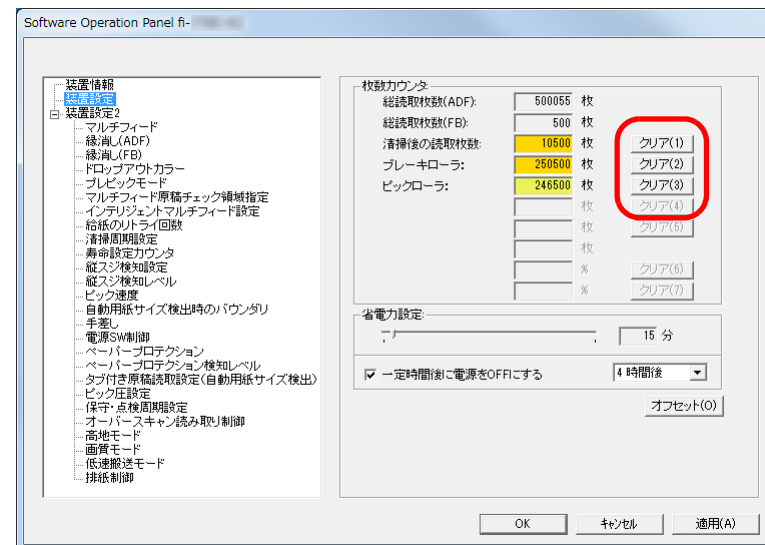 Software Operation Panel fi-
装置情報
装置設定
装置設定2
マルチフィード
縁消し(ADF)
縁消し(FB)
ドロップアウトカラー
プレピックモード
マルチフィード原稿チェック領域指定
インテリジェントマルチフィード設定
給紙のリトライ回数
清掃周期設定
寿命設定カウンタ
縦スジ検知設定
縦スジ検知レベル
ピック速度
自動用紙サイズ検出時のバウンダリ
手差し
電源SW制御
ペーパープロテクション
ペーパープロテクション検知レベル
タブ付き原稿読取設定(自動用紙サイズ検出)
ピック圧設定
保守・点検周期設定
オーバースキャン読み取り制御
高地モード
画質モード
低速搬送モード
排紙制御
枚数カウンタ:
総読取枚数(ADF): 500055 枚
総読取枚数(FB): 500 枚
清掃後の読取枚数: 10500 枚 クリア(1)
ブレーキローラ: 250500 枚 クリア(2)
ピックローラ: 246500 枚 クリア(3)
枚 クリア(4)
枚 クリア(5)
枚
% クリア(6)
% クリア(7)
省電力設定:
15 分
一定時間後に電源をOFFにする 4 時間後
オフセット(O)
OK キャンセル 適用(A)